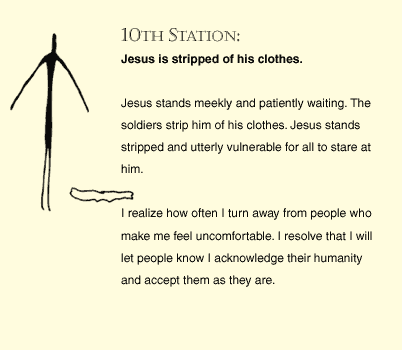 10TH STATION:
Jesus is stripped of his clothes.
Jesus stands meekly and patiently waiting. The
soldiers strip him of his clothes. Jesus stands
stripped and utterly vulnerable for all to stare at
him.
I realize how often I turn away from people who
make me feel uncomfortable. I resolve that I will
let people know I acknowledge their humanity
and accept them as they are.